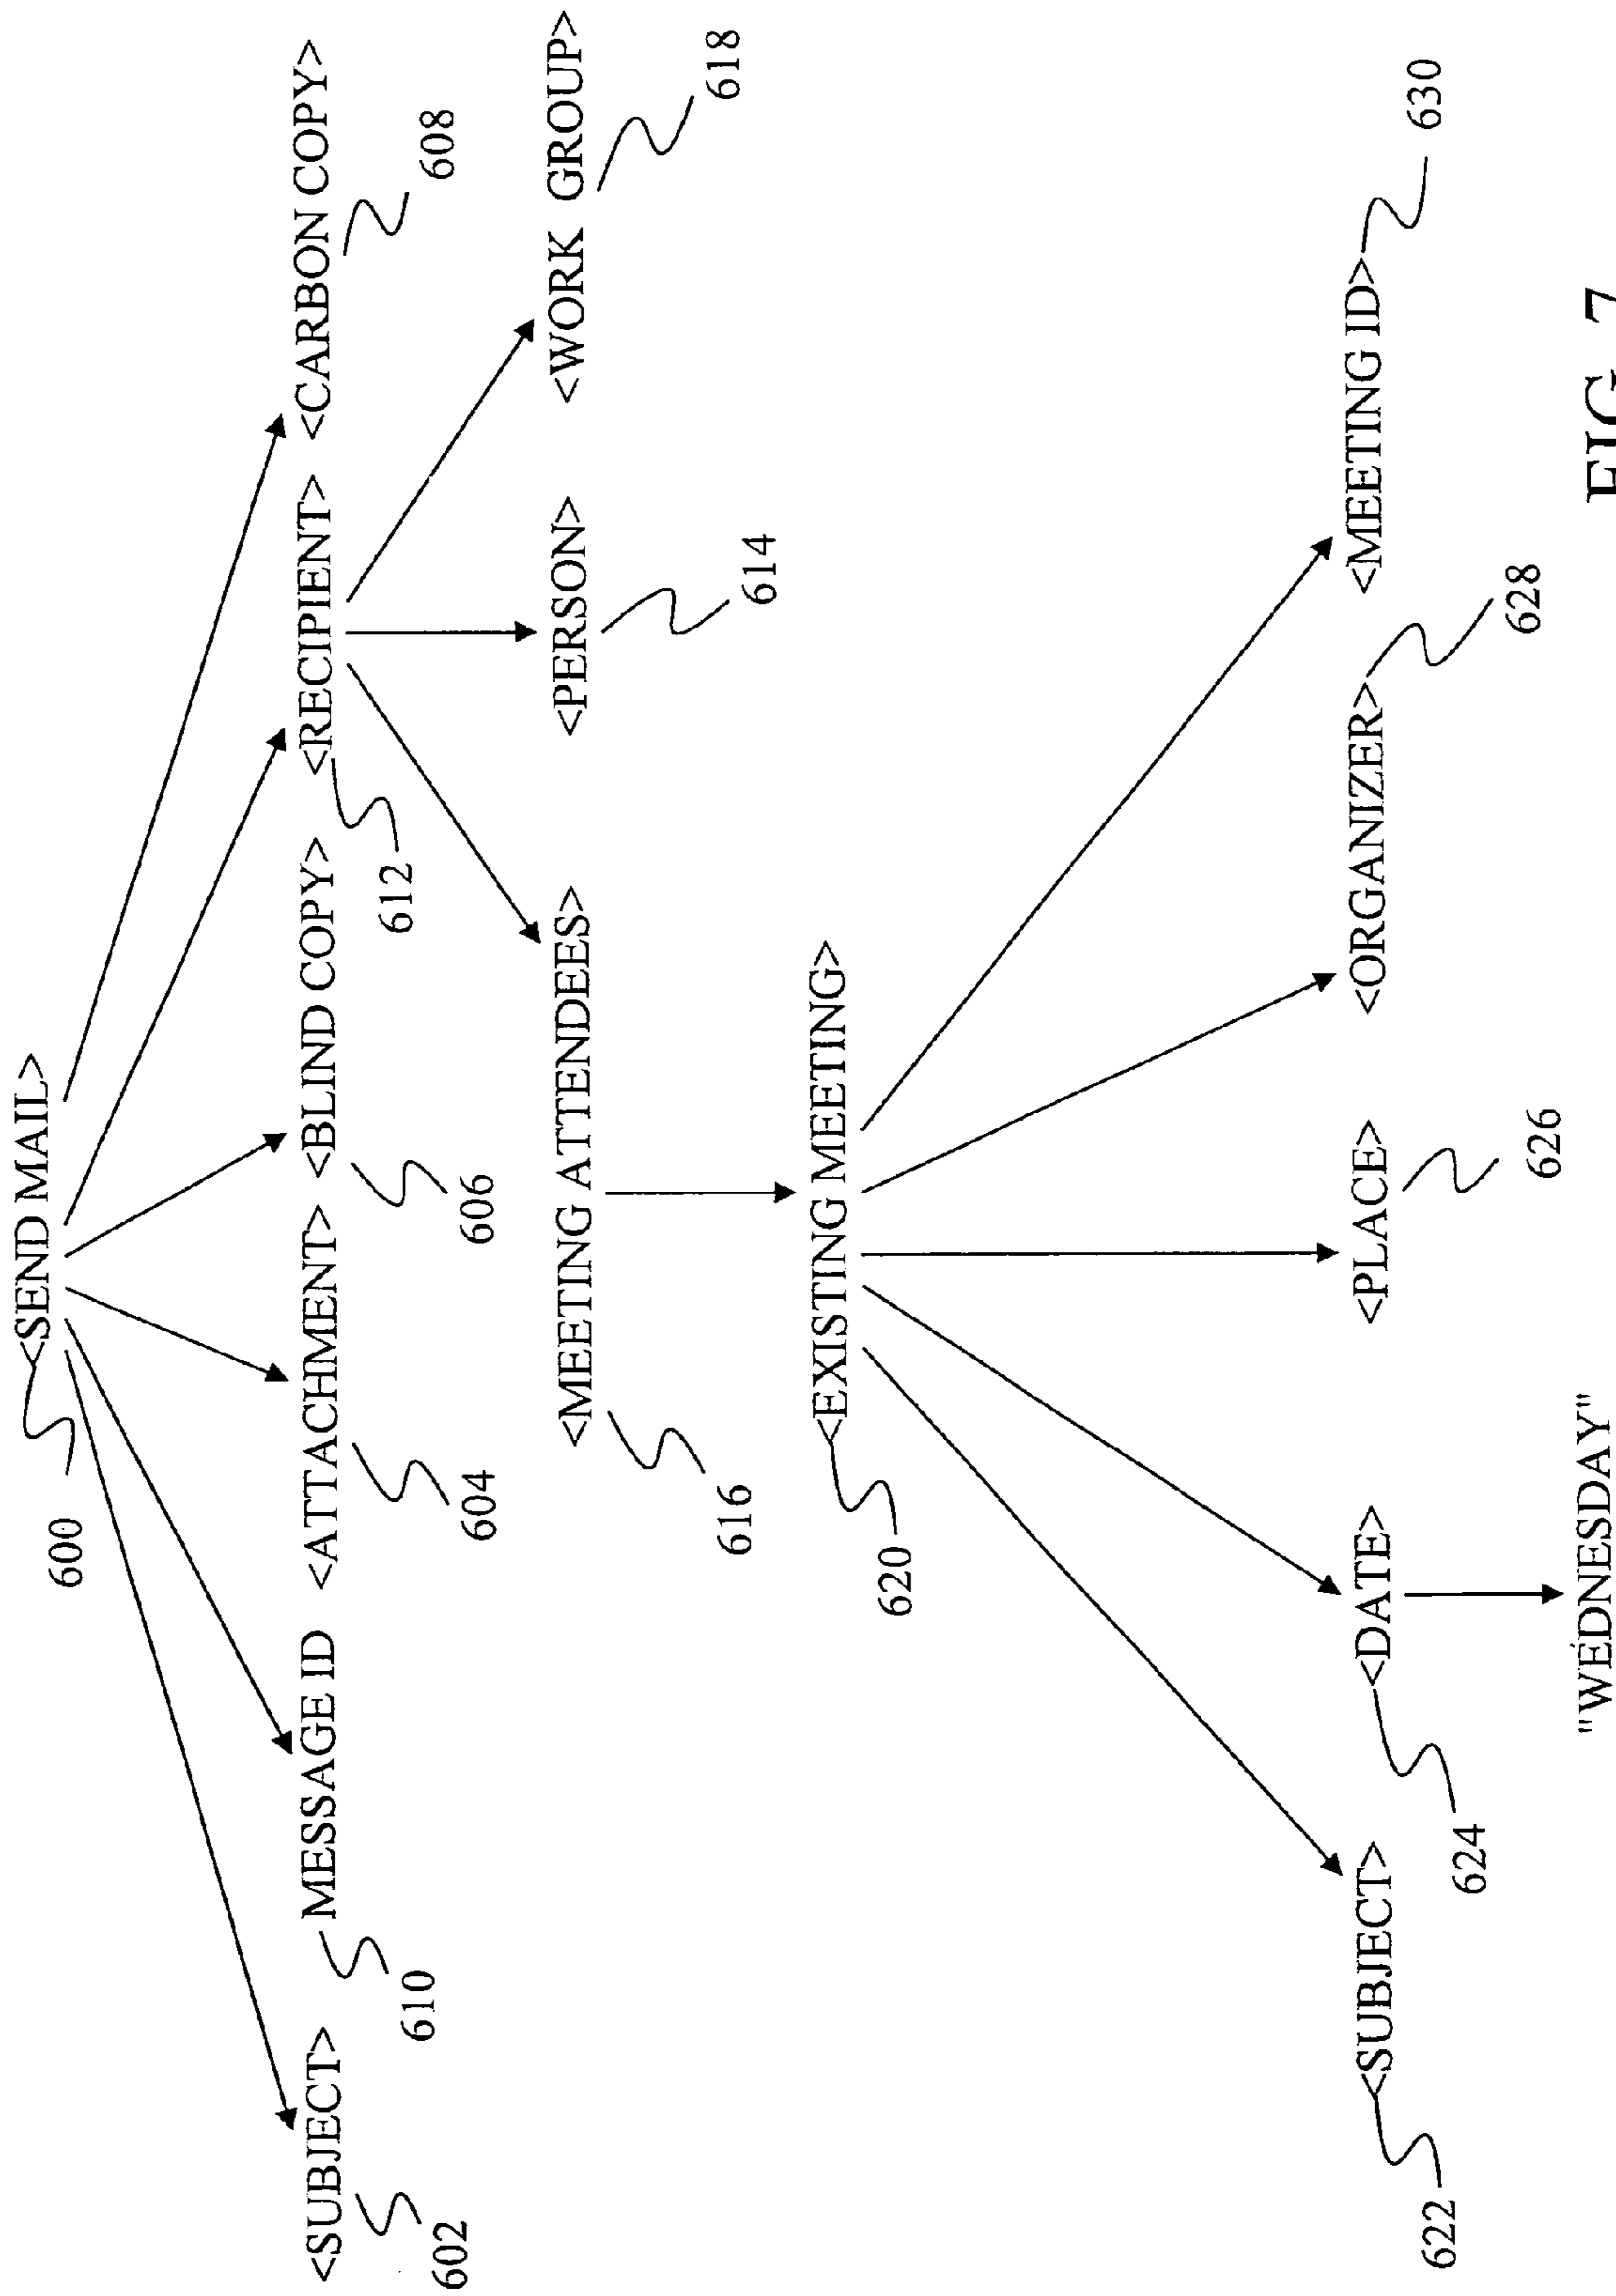 <SEND MAIL>
600
<SUBJECT> MESSAGE ID <ATTACHMENT> <BLIND COPY> <RECIPIENT> <CARBON COPY>
602 610 604 606 612 608
<MEETING ATTENDEES> <PERSON> <WORK GROUP>
616 614 618
<EXISTING MEETING>
620
<SUBJECT> <DATE> <PLACE> <ORGANIZER> <MEETING ID>
622 624 626 628 630
"WEDNESDAY"
FIG. 7